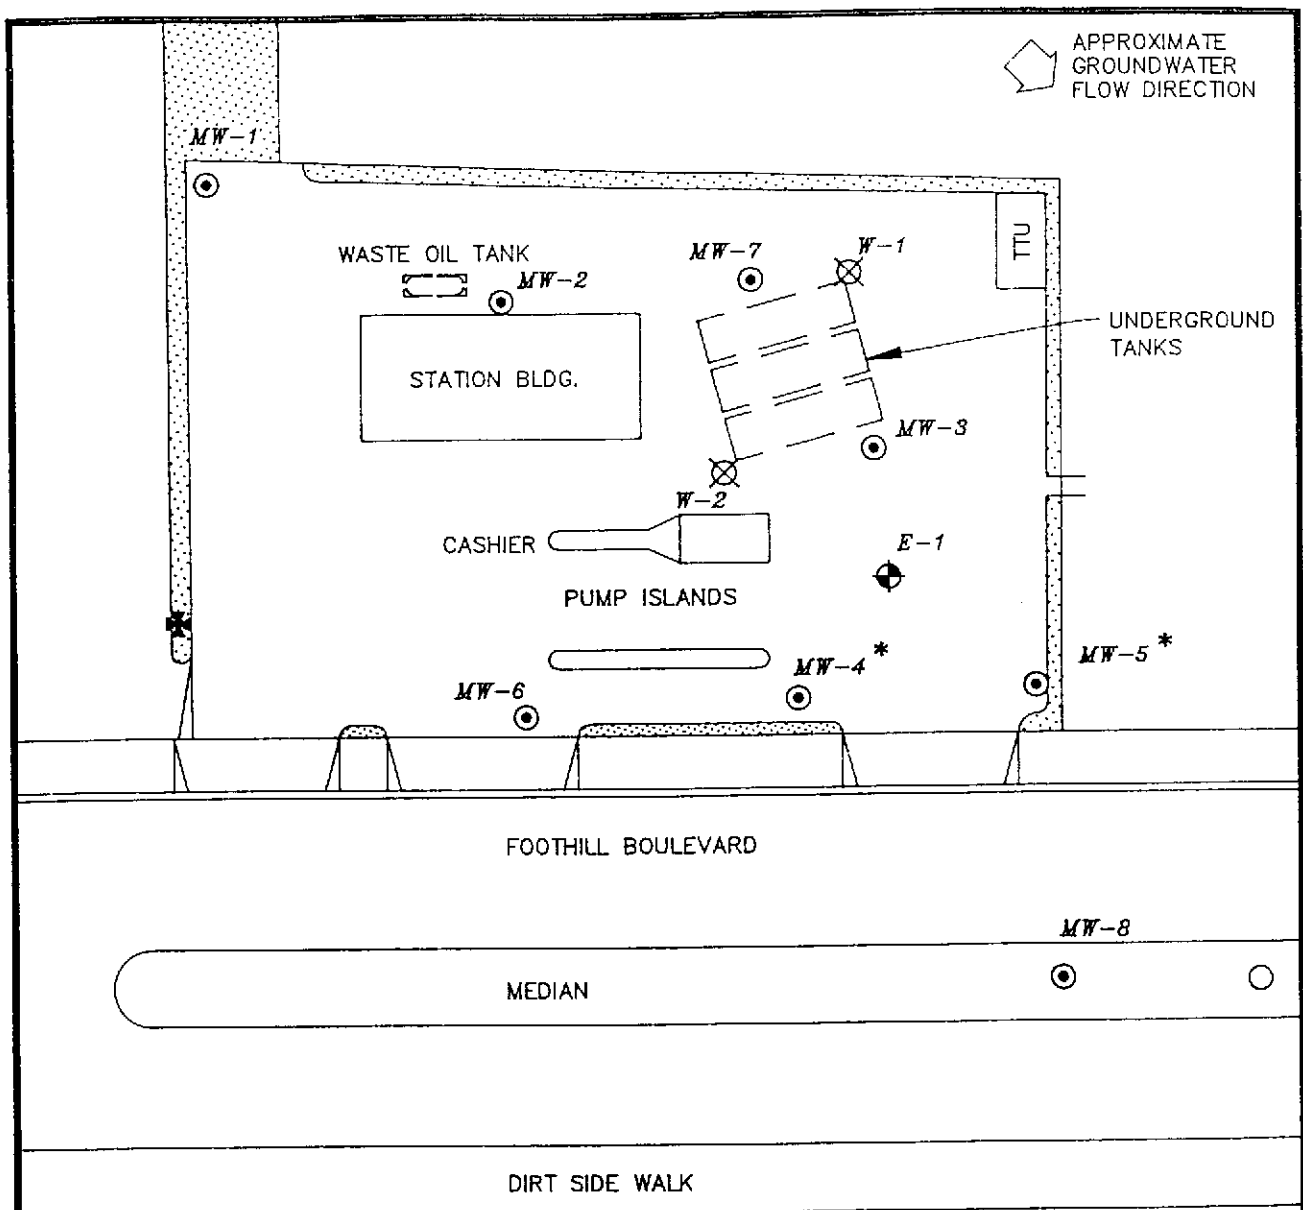 APPROXIMATE
GROUNDWATER
FLOW DIRECTION
MW-1
WASTE OIL TANK
MW-2
MW-7
W-1
TTU
UNDERGROUND
TANKS
STATION BLDG.
MW-3
W-2
CASHIER
E-1
PUMP ISLANDS
MW-4 *
MW-5 *
MW-6
FOOTHILL BOULEVARD
MW-8
MEDIAN
DIRT SIDE WALK